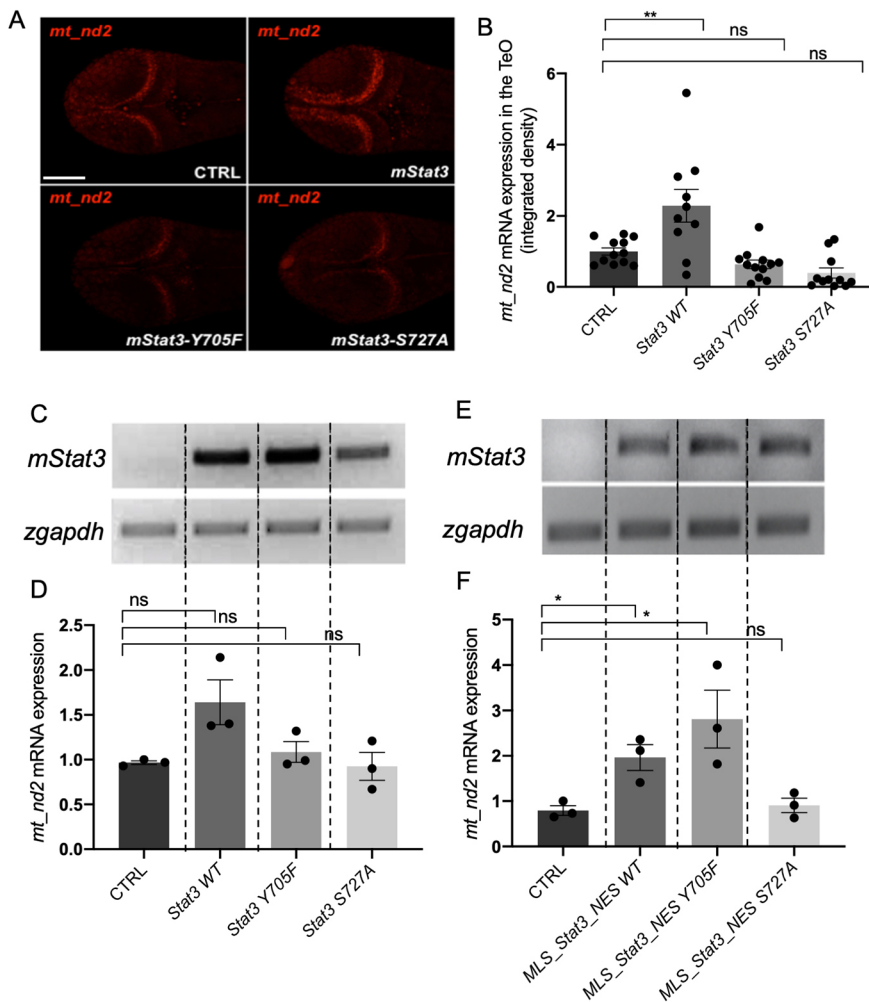 A
mt_nd2
mt_nd2
CTRL
mStat3
mt_nd2
mt_nd2
mStat3-Y705F
mStat3-S727A
B
**
ns
ns
mt_nd2 mRNA expression in the TeO
(integrated density)
6
4
2
0
CTRL
Stat3 WT
Stat3 Y705F
Stat3 S727A
C
mStat3
zgapdh
D
ns
ns
ns
mt_nd2 mRNA expression
2.5
2.0
1.5
1.0
0.5
0.0
CTRL
Stat3 WT
Stat3 Y705F
Stat3 S727A
E
mStat3
zgapdh
F
*
*
ns
mt_nd2 mRNA expression
5
4
3
2
1
0
CTRL
MLS_Stat3_NES WT
MLS_Stat3_NES Y705F
MLS_Stat3_NES S727A